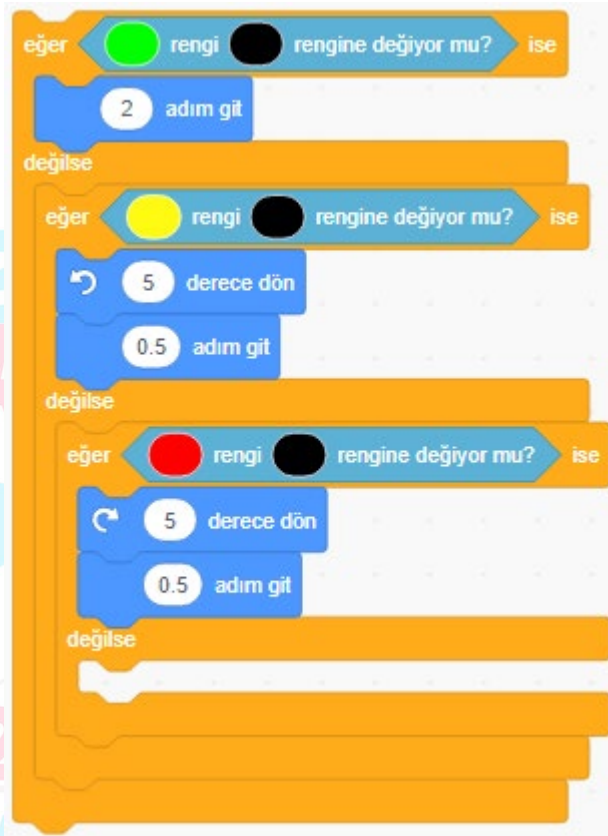 eğer rengi rengine değiyor mu? ise
2 adım git
değilse
eğer rengi rengine değiyor mu? ise
5 derece dön
0.5 adım git
değilse
eğer rengi rengine değiyor mu? ise
5 derece dön
0.5 adım git
değilse